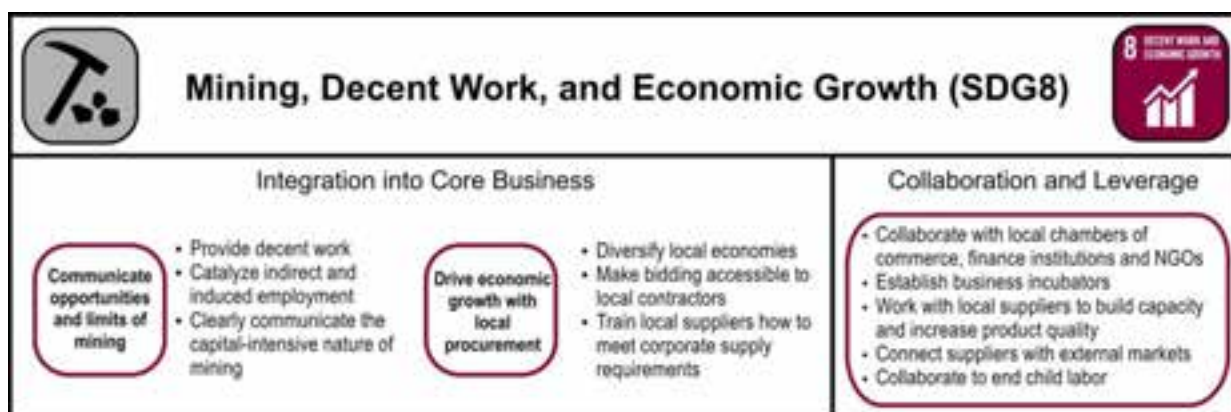 8 DECENT WORK AND
ECONOMIC GROWTH
Mining, Decent Work, and Economic Growth (SDG8)
Integration into Core Business
Communicate
opportunities
and limits of
mining
• Provide decent work
• Catalyze indirect and
induced employment
• Clearly communicate the
capital-intensive nature of
mining
Drive economic
growth with
local
procurement
• Diversify local economies
• Make bidding accessible to
local contractors
• Train local suppliers how to
meet corporate supply
requirements
Collaboration and Leverage
• Collaborate with local chambers of
commerce, finance institutions and NGOs
• Establish business incubators
• Work with local suppliers to build capacity
and increase product quality
• Connect suppliers with external markets
• Collaborate to end child labor